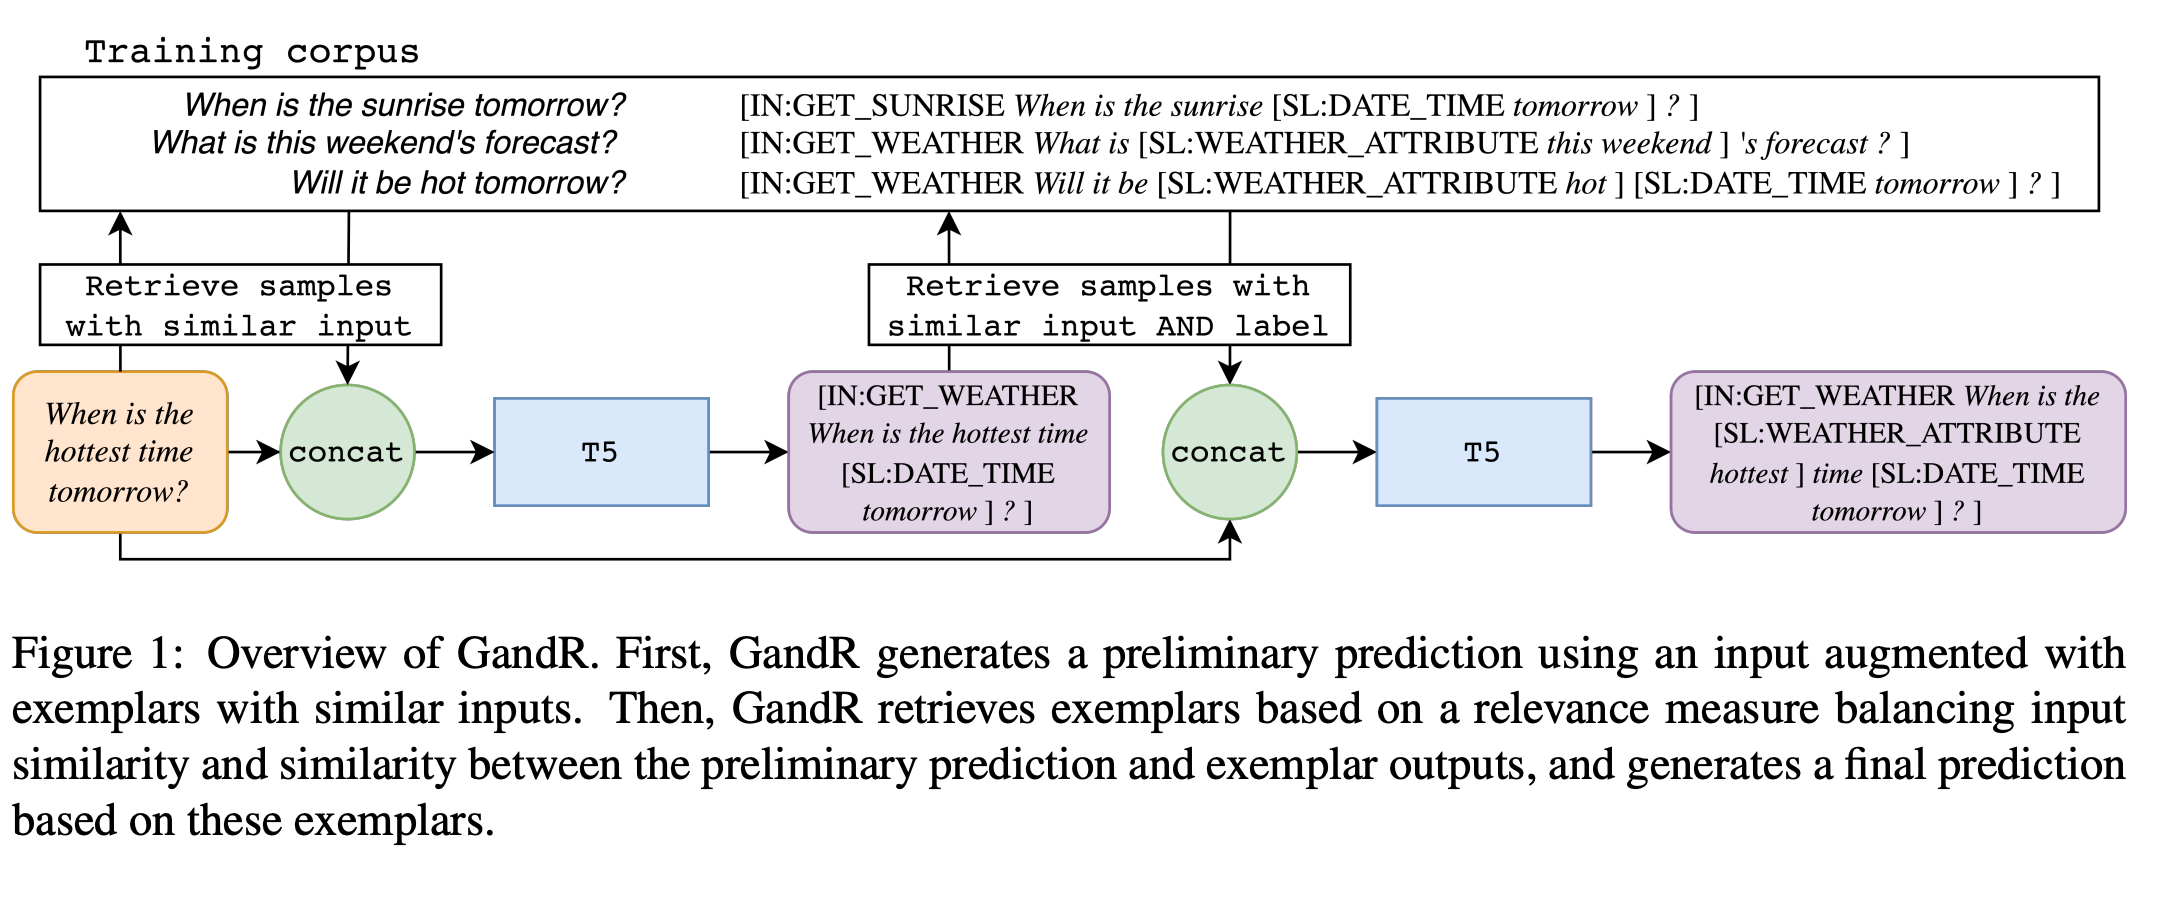 Training corpus
When is the sunrise tomorrow? [IN:GET_SUNRISE When is the sunrise [SL:DATE_TIME tomorrow ] ? ]
What is this weekend's forecast? [IN:GET_WEATHER What is [SL:WEATHER_ATTRIBUTE this weekend ] 's forecast ? ]
Will it be hot tomorrow? [IN:GET_WEATHER Will it be [SL:WEATHER_ATTRIBUTE hot ] [SL:DATE_TIME tomorrow ] ? ]
Retrieve samples
with similar input
Retrieve samples with
similar input AND label
When is the
hottest time
tomorrow?
concat
T5
[IN:GET_WEATHER
When is the hottest time
[SL:DATE_TIME
tomorrow ] ? ]
concat
T5
[IN:GET_WEATHER When is the
[SL:WEATHER_ATTRIBUTE
hottest ] time [SL:DATE_TIME
tomorrow ] ? ]
Figure 1: Overview of GandR. First, GandR generates a preliminary prediction using an input augmented with
exemplars with similar inputs. Then, GandR retrieves exemplars based on a relevance measure balancing input
similarity and similarity between the preliminary prediction and exemplar outputs, and generates a final prediction
based on these exemplars.